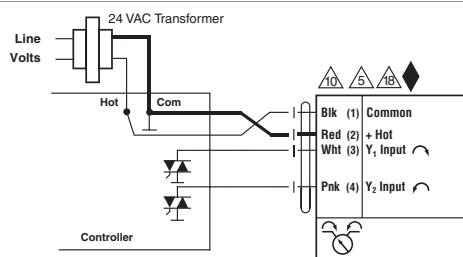 24 VAC Transformer
Line
Volts
10 5 18
Hot Com
Blk (1) Common
Red (2) + Hot
Wht (3) Y1 Input
Pnk (4) Y2 Input
Controller